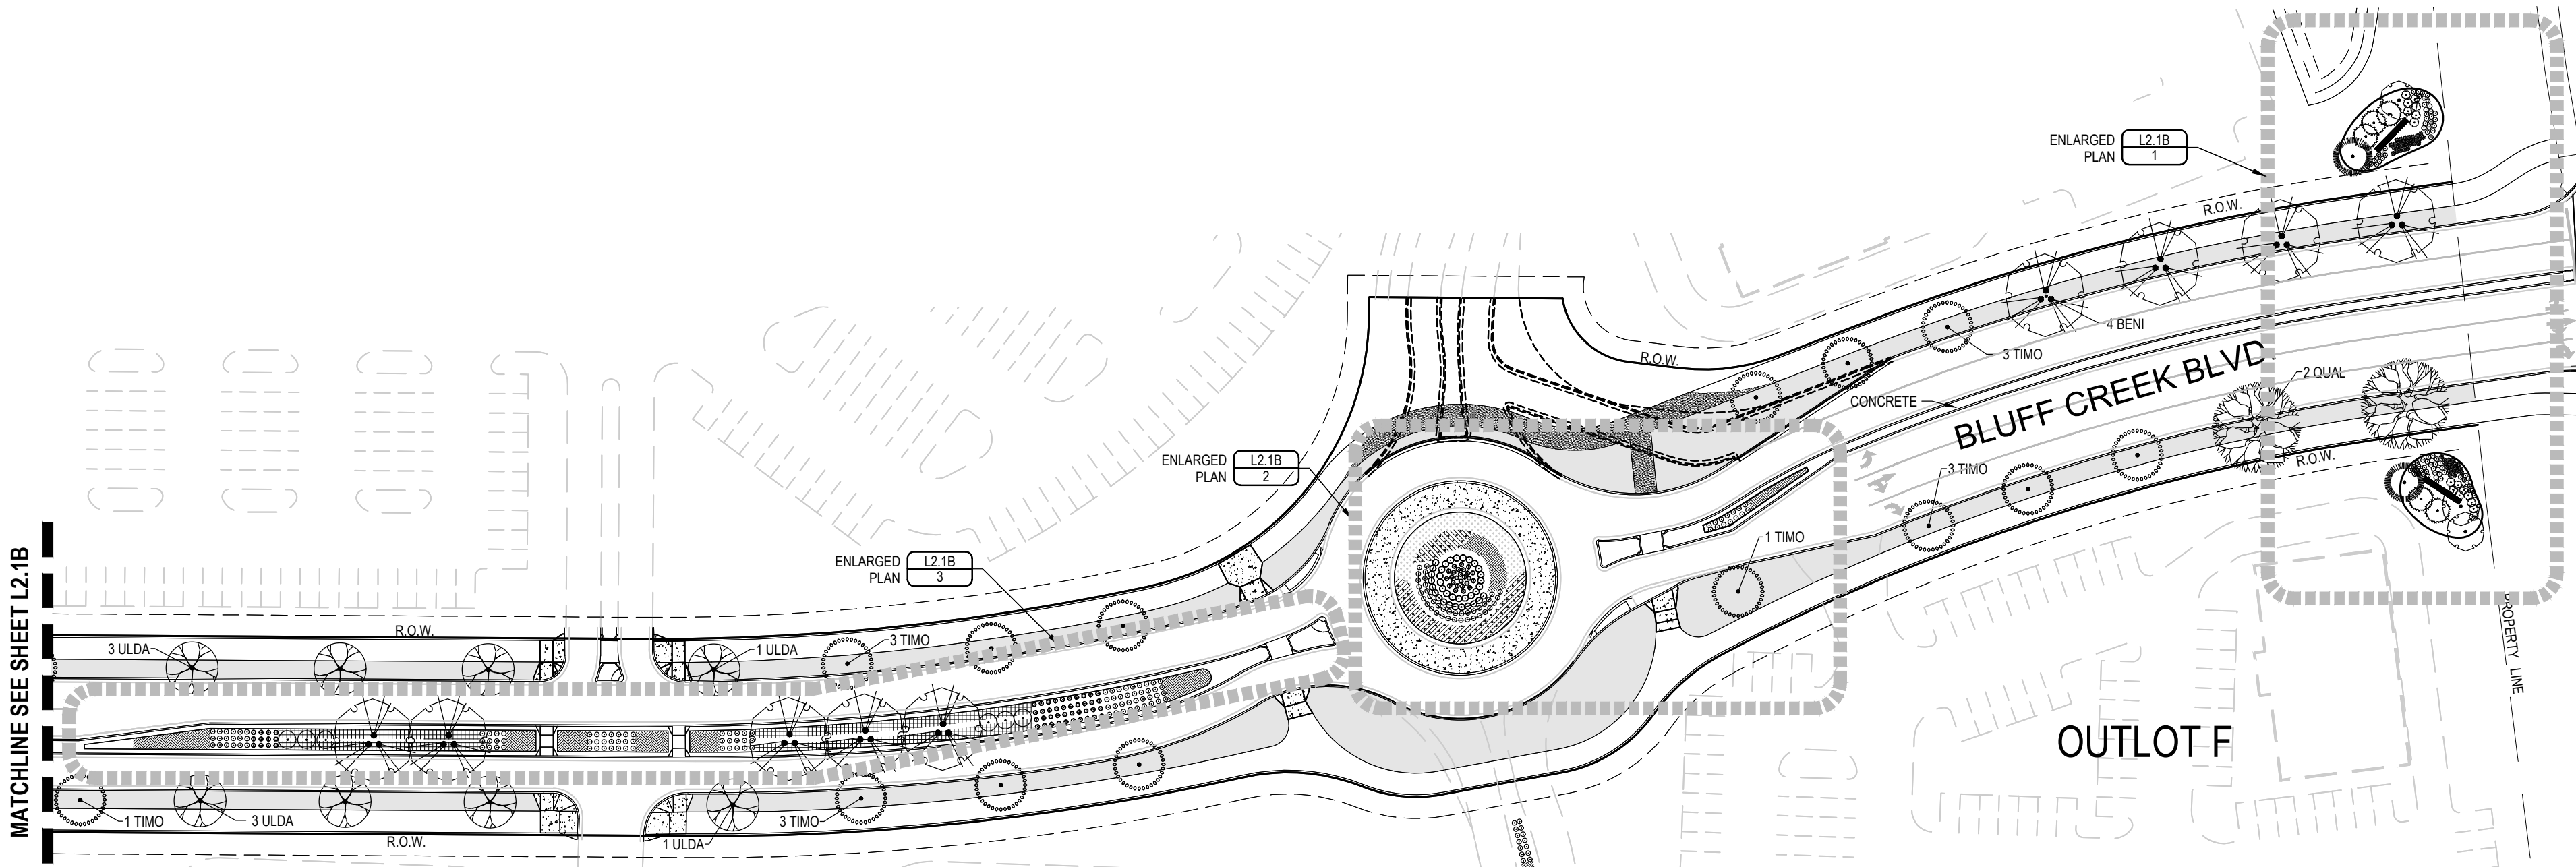 ENLARGED
PLAN
L2.1B
1
R.O.W.
4 BENI
3 TIMO
R.O.W.
CONCRETE
BLUFF CREEK BLVD.
2 QUAL
R.O.W.
3 TIMO
ENLARGED
PLAN
L2.1B
2
1 TIMO
ENLARGED
PLAN
L2.1B
3
PROPERTY LINE
MATCHLINE SEE SHEET L2.1B
R.O.W.
3 ULDA
1 ULDA
3 TIMO
OUTLOT F
1 TIMO
3 ULDA
3 TIMO
R.O.W.
1 ULDA